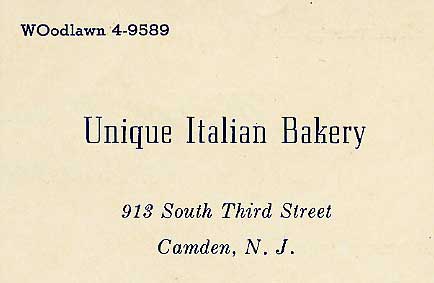 WOodlawn 4-9589
Unique Italian Bakery
913 South Third Street
Camden, N. J.